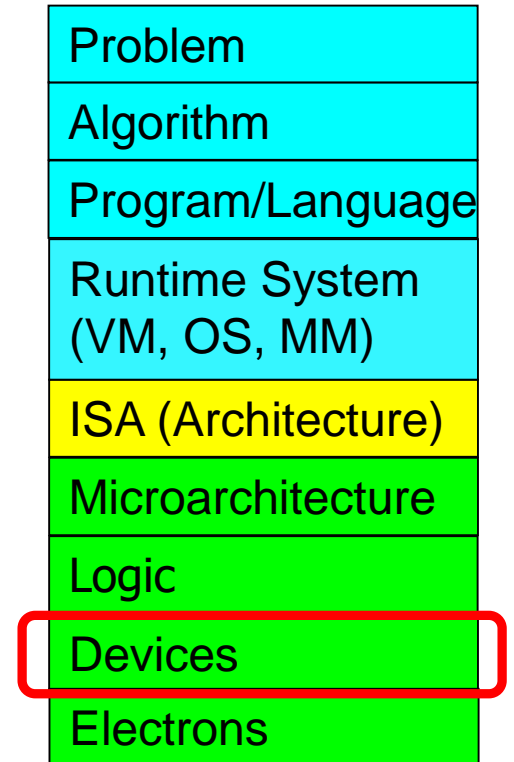 Problem
Algorithm
Program/Language
Runtime System
(VM, OS, MM)
ISA (Architecture)
Microarchitecture
Logic
Devices
Electrons